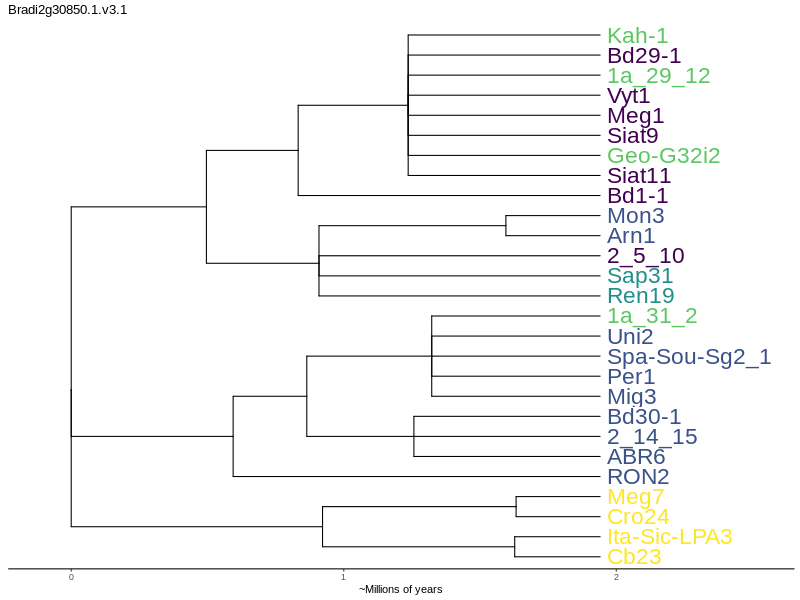 Bradi2g30850.1.v3.1
Kah-1
Bd29-1
1a_29_12
Vyt1
Meg1
Siat9
Geo-G32i2
Siat11
Bd1-1
Mon3
Arn1
2_5_10
Sap31
Ren19
1a_31_2
Uni2
Spa-Sou-Sg2_1
Per1
Mig3
Bd30-1
2_14_15
ABR6
RON2
Meg7
Cro24
Ita-Sic-LPA3
Cb23
0 1 2
~Millions of years